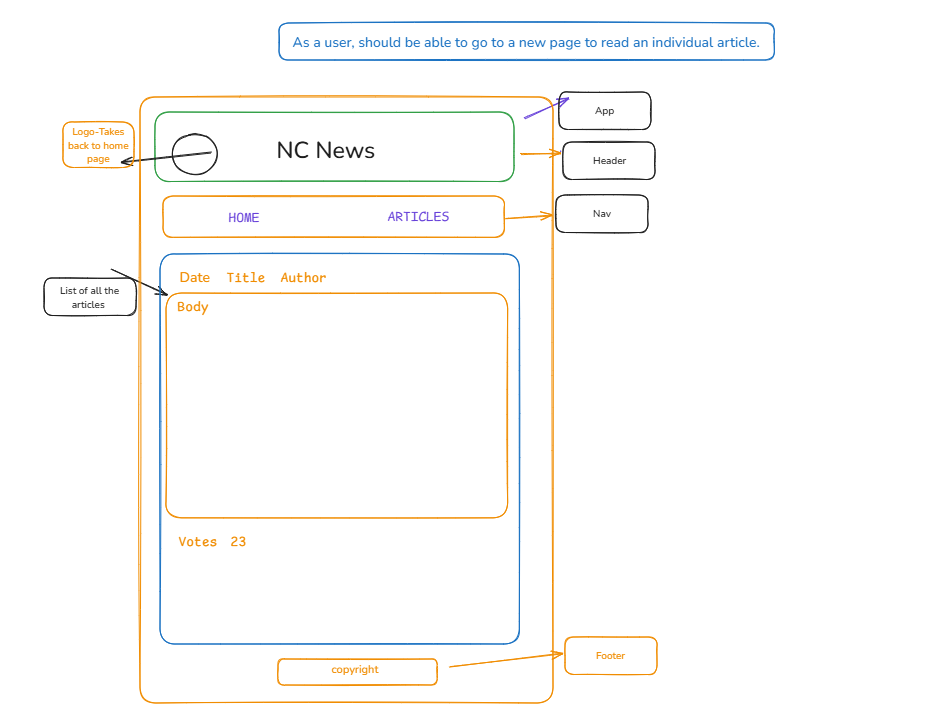 As a user, should be able to go to a new page to read an individual article.
App
Logo-Takes
back to home
page
NC News
Header
HOME
ARTICLES
Nav
Date Title Author
List of all the
articles
Body
Votes 23
copyright
Footer